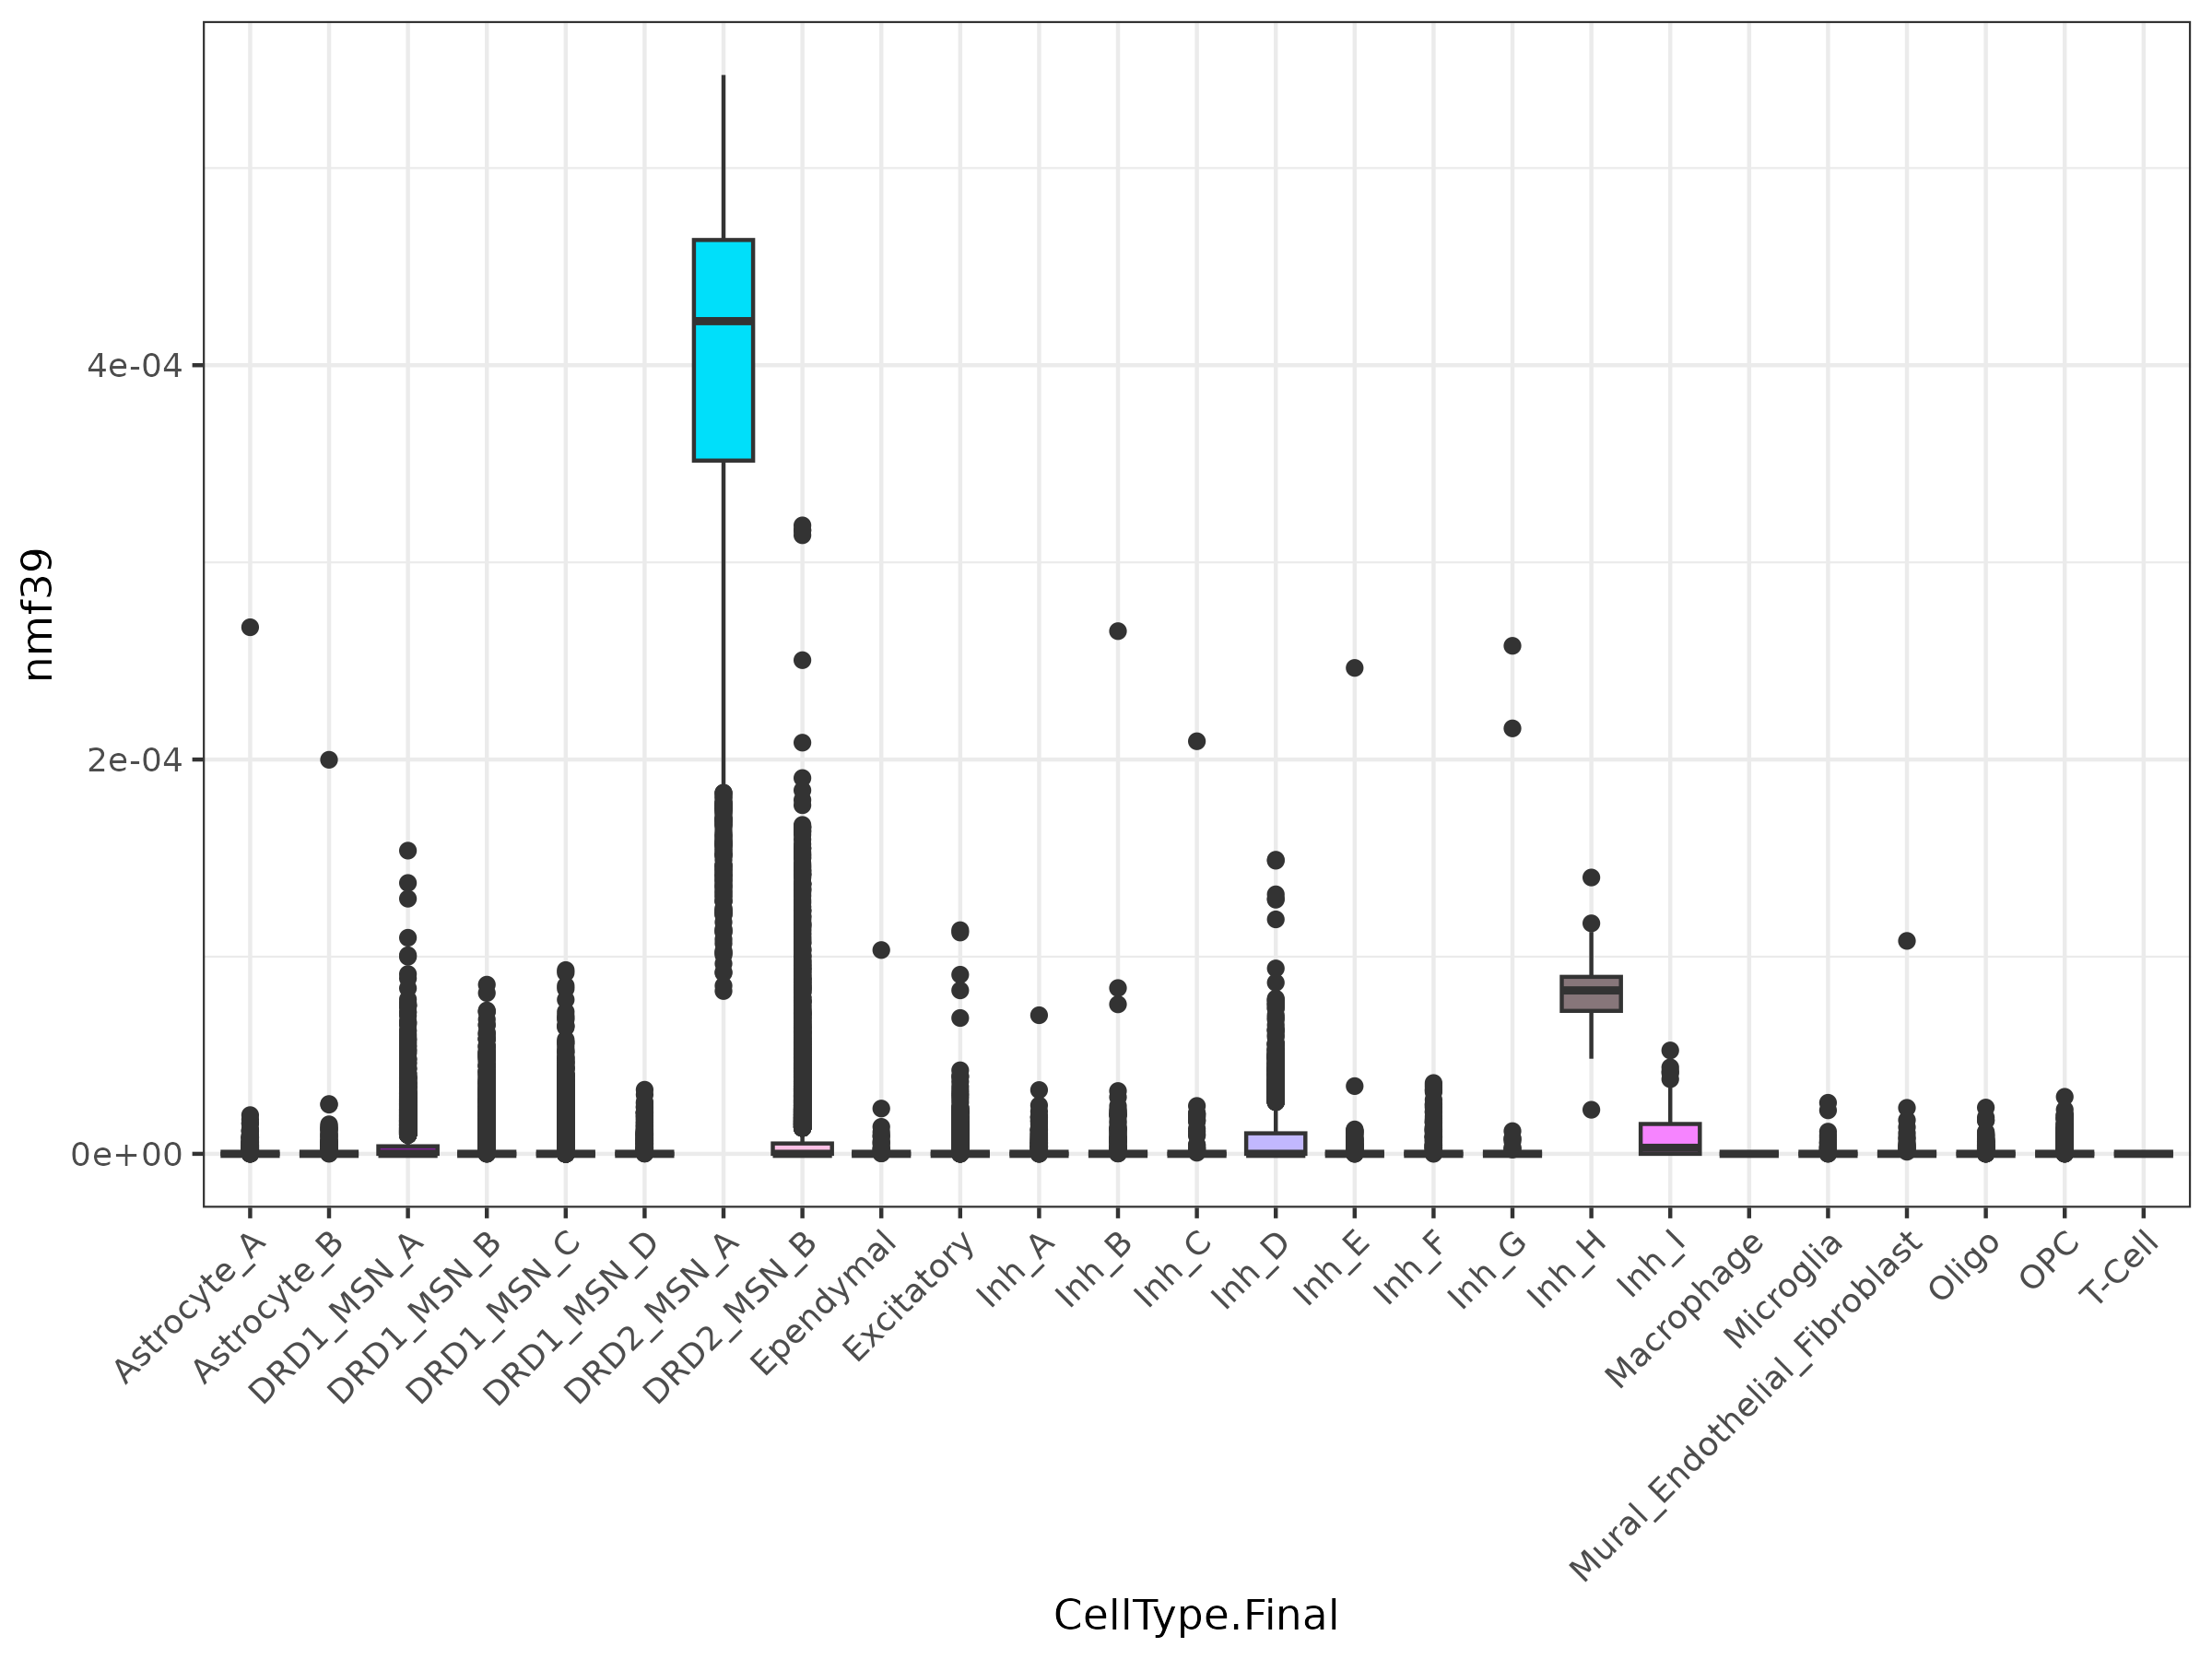 nmf39
4e-04
2e-04
0e+00
Astrocyte_A
Astrocyte_B
DRD1_MSN_A
DRD1_MSN_B
DRD1_MSN_C
DRD1_MSN_D
DRD2_MSN_A
DRD2_MSN_B
Ependymal
Excitatory
Inh_A
Inh_B
Inh_C
Inh_D
Inh_E
Inh_F
Inh_G
Inh_H
Inh_I
Macrophage
Microglia
Mural_Endothelial_Fibroblast
Oligo
OPC
T-Cell
CellType.Final